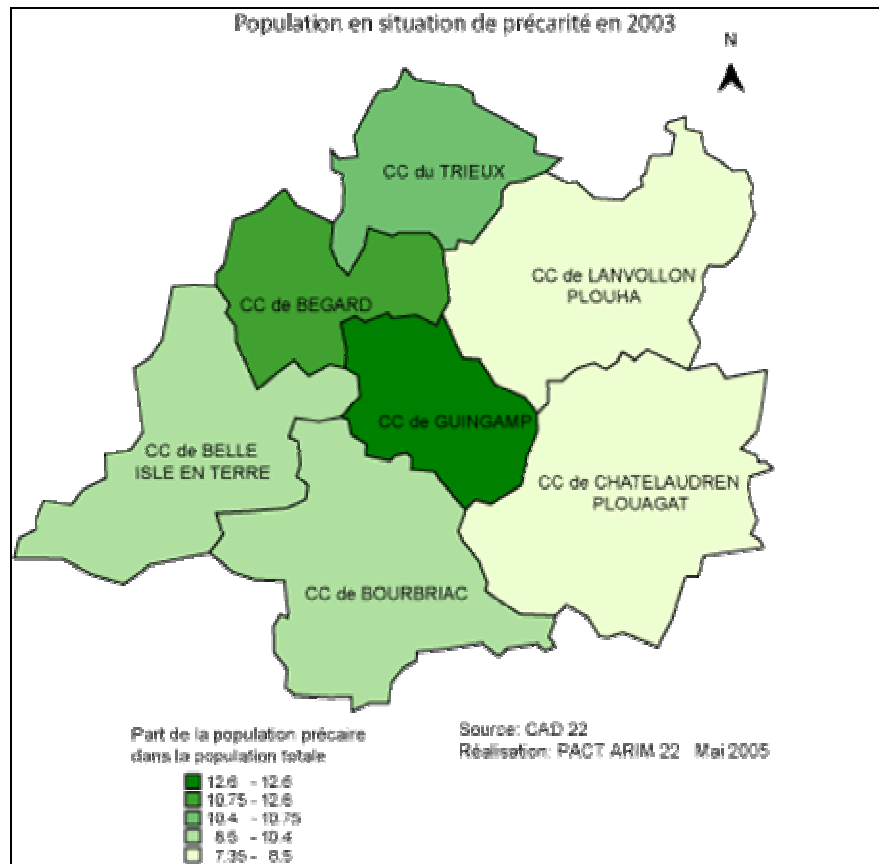 Population en situation de précarité en 2003
N
CC du TRIEUX
CC de LANVOLLON
PLOUHA
CC de BEGARD
CC de GUINGAMP
CC de BELLE
ISLE EN TERRE
CC de CHATELAUDREN
PLOUAGAT
CC de BOURBRIAC
Part de la population précaire
dans la population totale
12.6 - 12.6
10.75 - 12.6
10.4 - 10.75
8.5 - 10.4
7.35 - 8.5
Source: CAD 22
Réalisation: PACT ARIM 22 Mai 2005